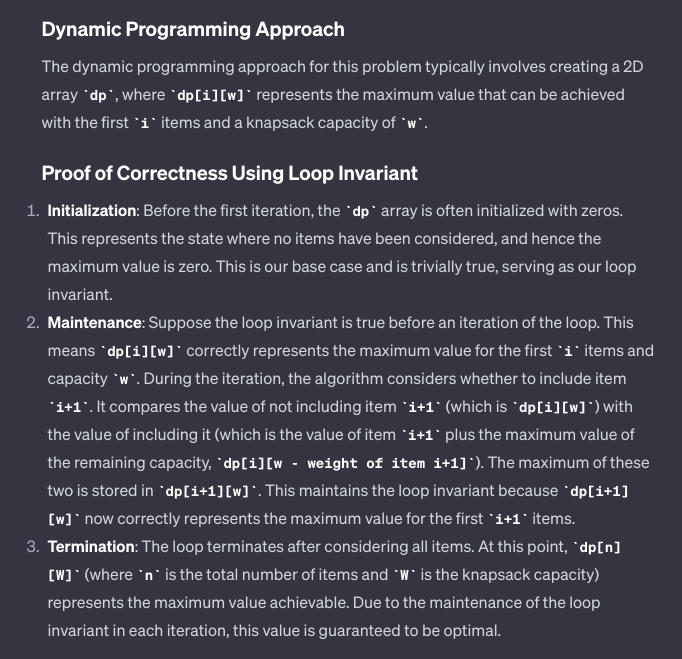 Dynamic Programming Approach
The dynamic programming approach for this problem typically involves creating a 2D
array `dp`, where `dp[i][w]` represents the maximum value that can be achieved
with the first `i` items and a knapsack capacity of `w`.
Proof of Correctness Using Loop Invariant
1. Initialization: Before the first iteration, the `dp` array is often initialized with zeros.
This represents the state where no items have been considered, and hence the
maximum value is zero. This is our base case and is trivially true, serving as our loop
invariant.
2. Maintenance: Suppose the loop invariant is true before an iteration of the loop. This
means `dp[i][w]` correctly represents the maximum value for the first `i` items and
capacity `w`. During the iteration, the algorithm considers whether to include item
`i+1`. It compares the value of not including item `i+1` (which is `dp[i][w]`) with
the value of including it (which is the value of item `i+1` plus the maximum value of
the remaining capacity, `dp[i][w - weight of item i+1]`). The maximum of these
two is stored in `dp[i+1][w]`. This maintains the loop invariant because `dp[i+1]
[w]` now correctly represents the maximum value for the first `i+1` items.
3. Termination: The loop terminates after considering all items. At this point, `dp[n]
[W]` (where `n` is the total number of items and `W` is the knapsack capacity)
represents the maximum value achievable. Due to the maintenance of the loop
invariant in each iteration, this value is guaranteed to be optimal.